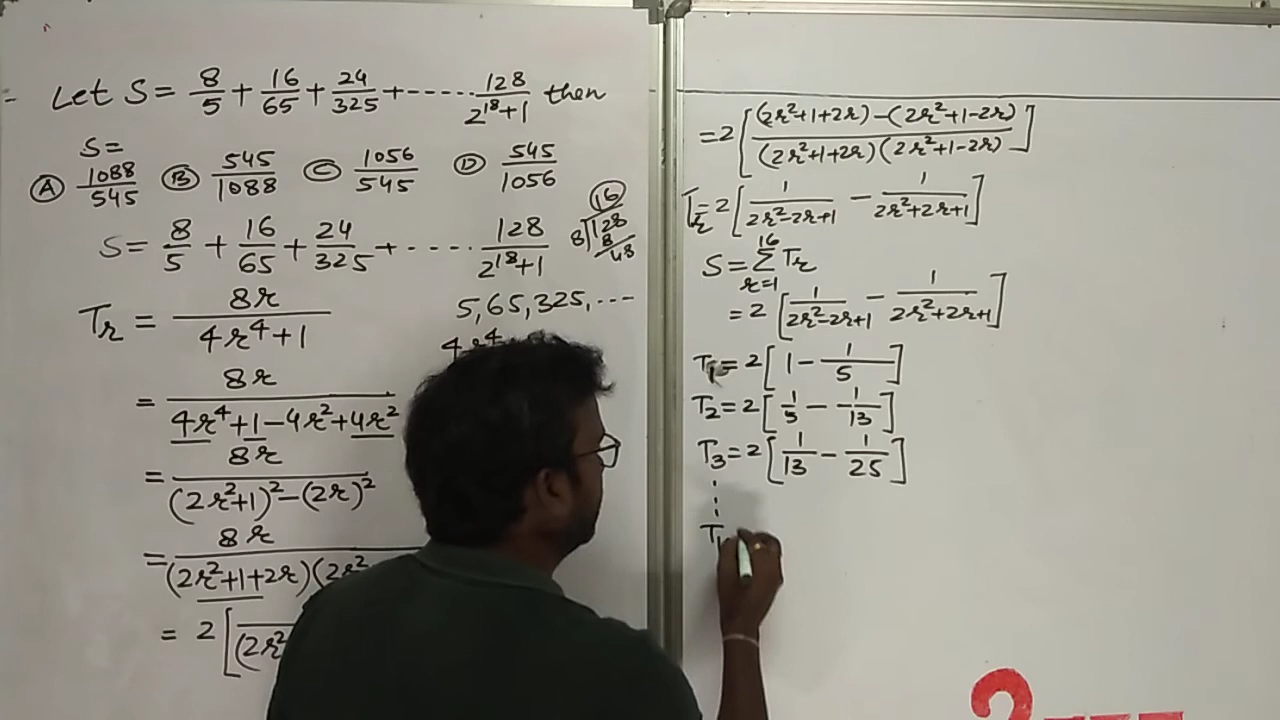 Let S = 8/5 + 16/65 + 24/325 + ----- 128/2^18+1 then
S =
Ⓐ 1088/545 Ⓑ 545/1088 Ⓒ 1056/545 Ⓓ 545/1056
S = 8/5 + 16/65 + 24/325 + ----- 128/2^18+1
16
8 128
8
48
T_r = 8r / 4r^4+1
5, 65, 325, ---
= 8r / 4r^4+1-4r^2+4r^2
= 8r / (2r^2+1)^2-(2r)^2
= 8r / (2r^2+1+2r)(2r^2
= 2 [ / (2r^2
= 2 [ (2r^2+1+2r)-(2r^2+1-2r) / (2r^2+1+2r)(2r^2+1-2r) ]
T_r = 2 [ 1/2r^2-2r+1 - 1/2r^2+2r+1 ]
S = 16 Σ r=1 T_r
= 2 [ 1/2r^2-2r+1 - 1/2r^2+2r+1 ]
T_1 = 2 [ 1 - 1/5 ]
T_2 = 2 [ 1/5 - 1/13 ]
T_3 = 2 [ 1/13 - 1/25 ]
T_1